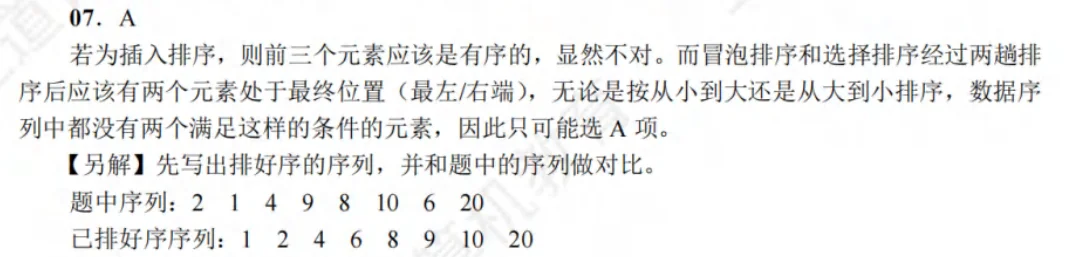 07．A
若为插入排序，则前三个元素应该是有序的，显然不对。而冒泡排序和选择排序经过两趟排
序后应该有两个元素处于最终位置（最左/右端），无论是按从小到大还是从大到小排序，数据序
列中都没有两个满足这样的条件的元素，因此只可能选 A 项。
【另解】先写出排好序的序列，并和题中的序列做对比。
题中序列：2 1 4 9 8 10 6 20
已排好序序列：1 2 4 6 8 9 10 20